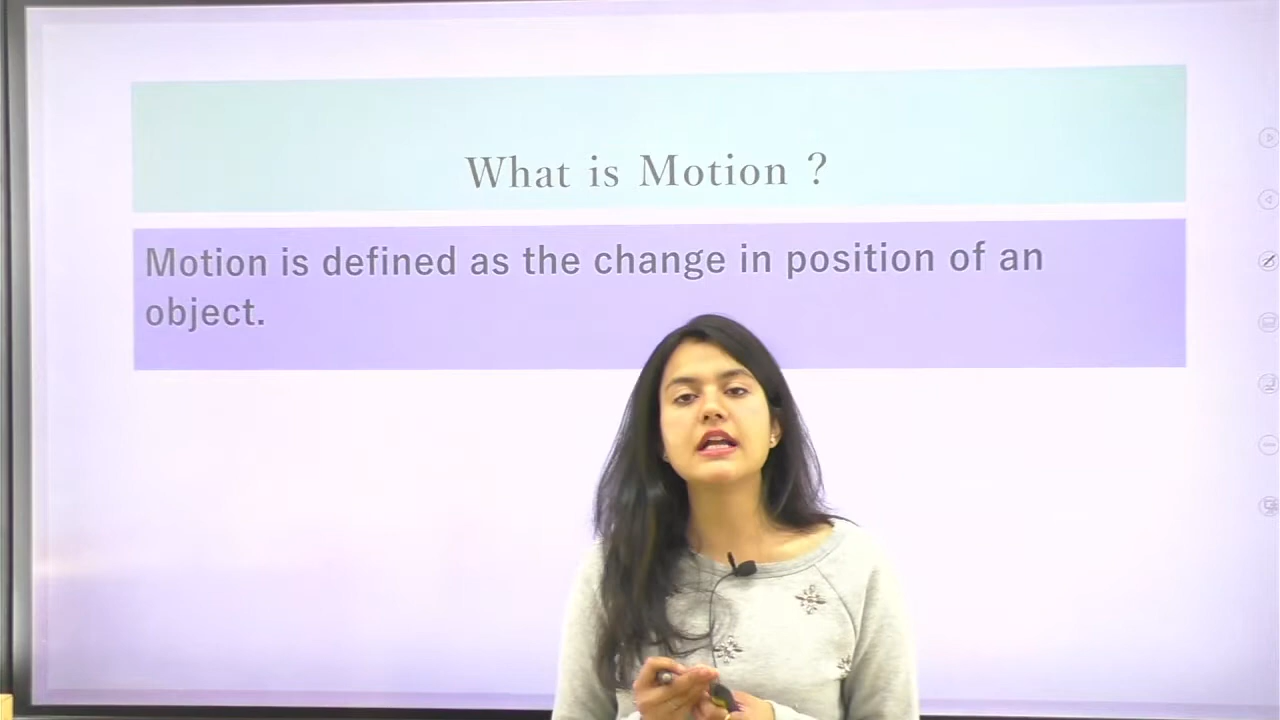 What is Motion ?
Motion is defined as the change in position of an
object.